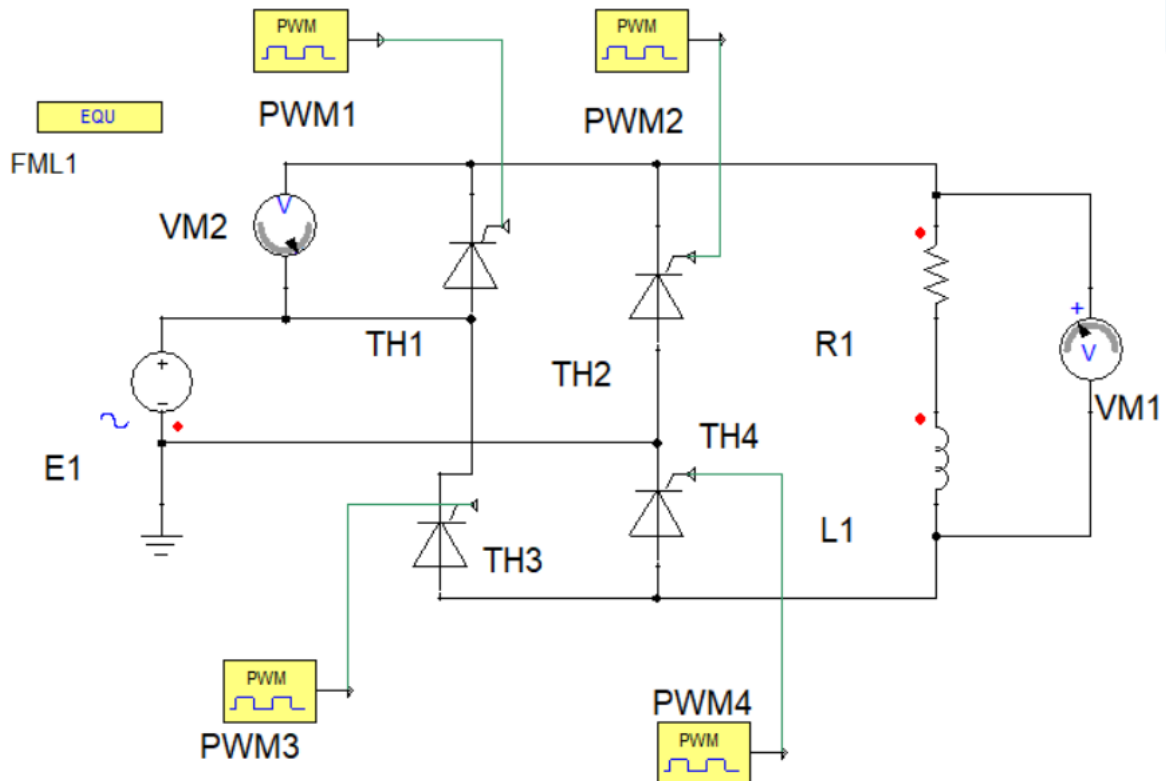 PWM
PWM
PWM1
PWM2
EQU
FML1
V
VM2
+
TH1
R1
V
TH2
VM1
+
−
TH4
E1
L1
TH3
PWM
PWM4
PWM3
PWM